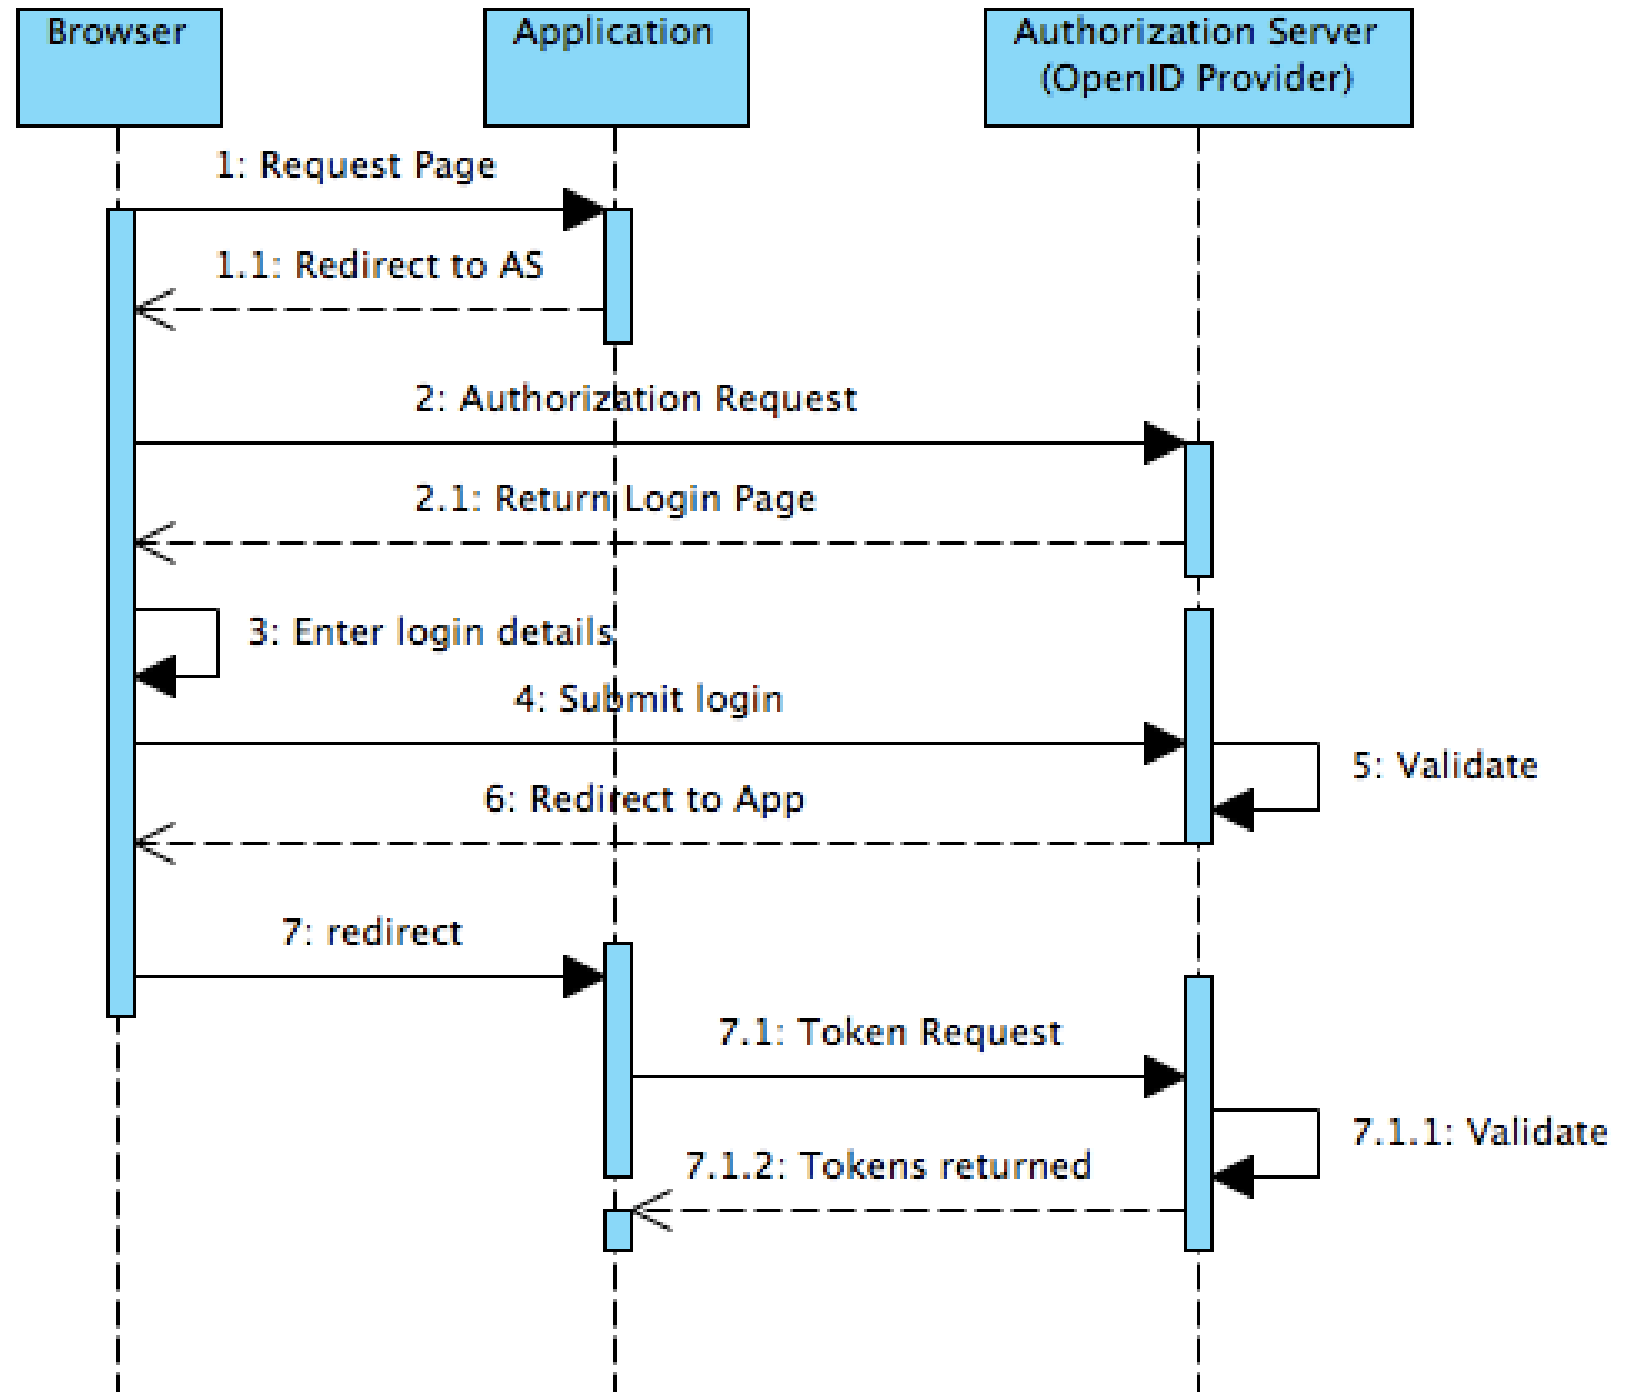 Browser
Application
Authorization Server
(OpenID Provider)
1: Request Page
1.1: Redirect to AS
2: Authorization Request
2.1: Return Login Page
3: Enter login details
4: Submit login
5: Validate
6: Redirect to App
7: redirect
7.1: Token Request
7.1.1: Validate
7.1.2: Tokens returned